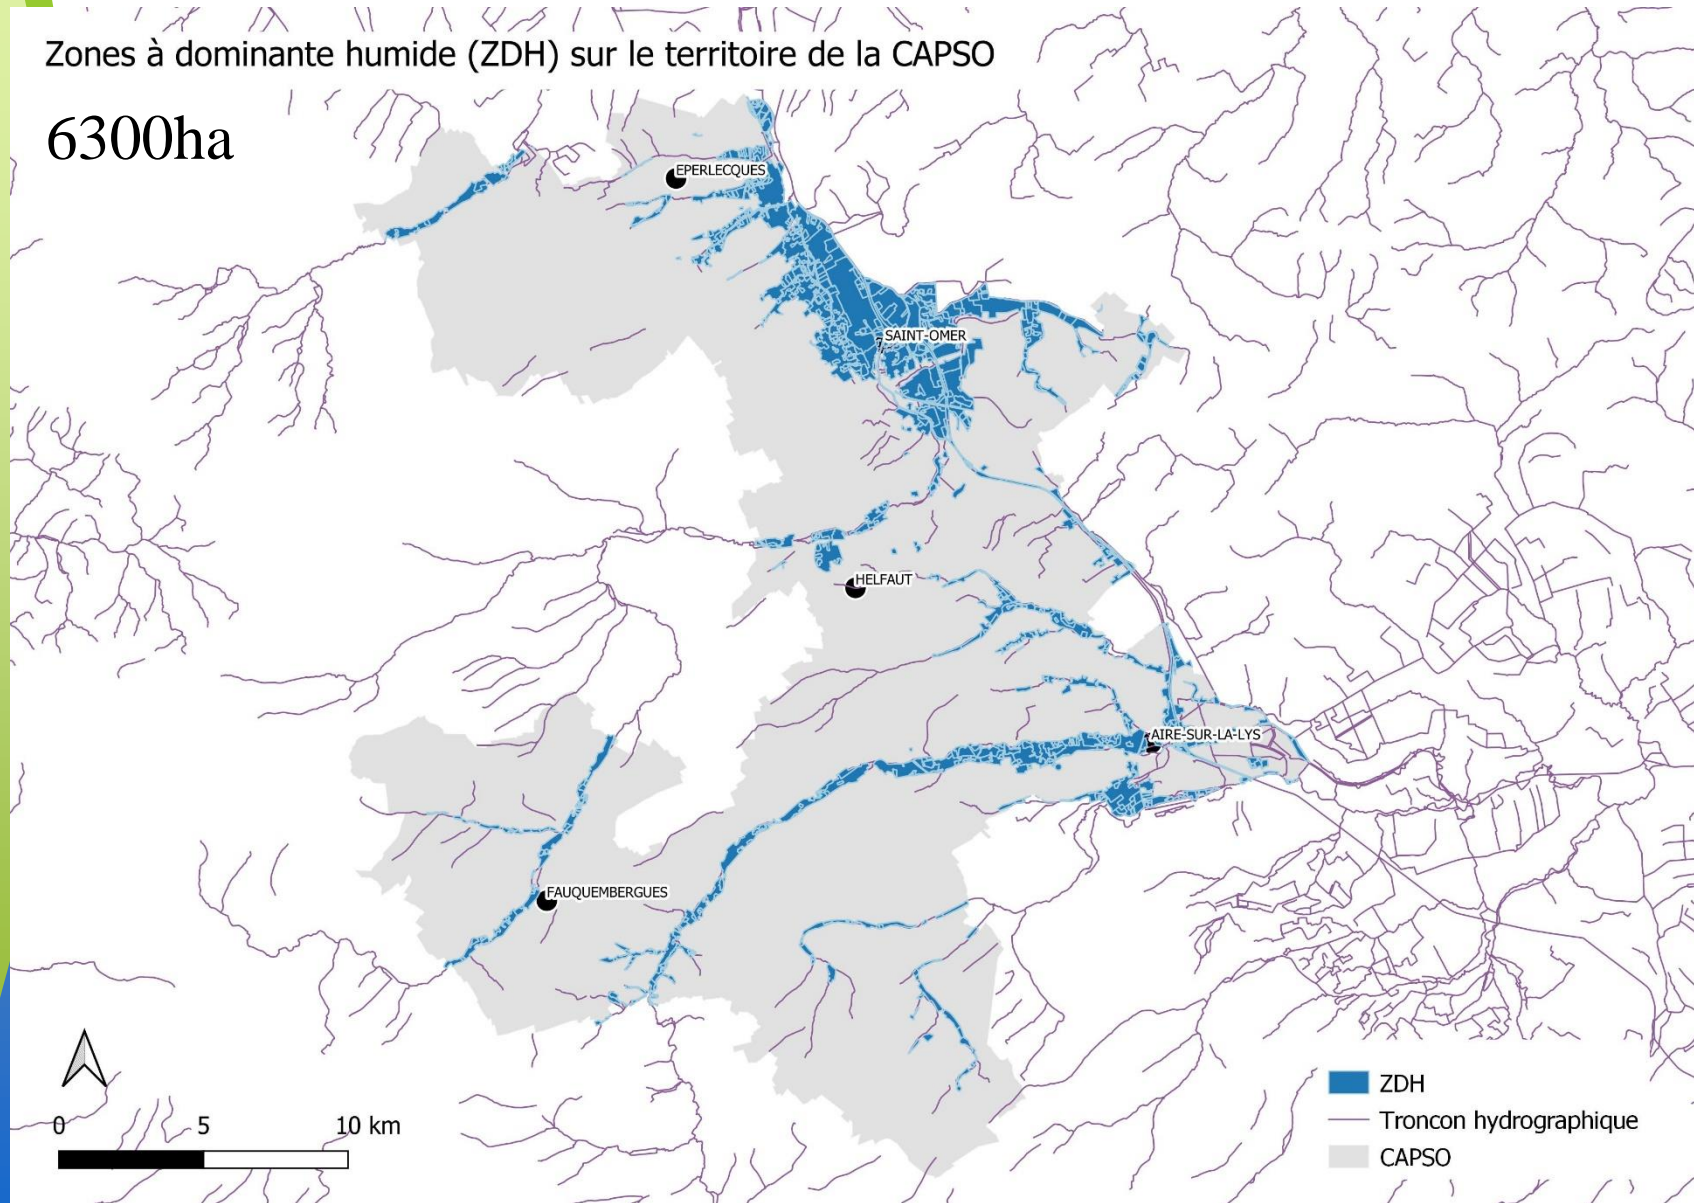 Zones à dominante humide (ZDH) sur le territoire de la CAPSO
6300ha
EPERLECQUES
SAINT-OMER
HELFAUT
AIRE-SUR-LA-LYS
FAUQUEMBERGUES
0 5 10 km
ZDH
Troncon hydrographique
CAPSO